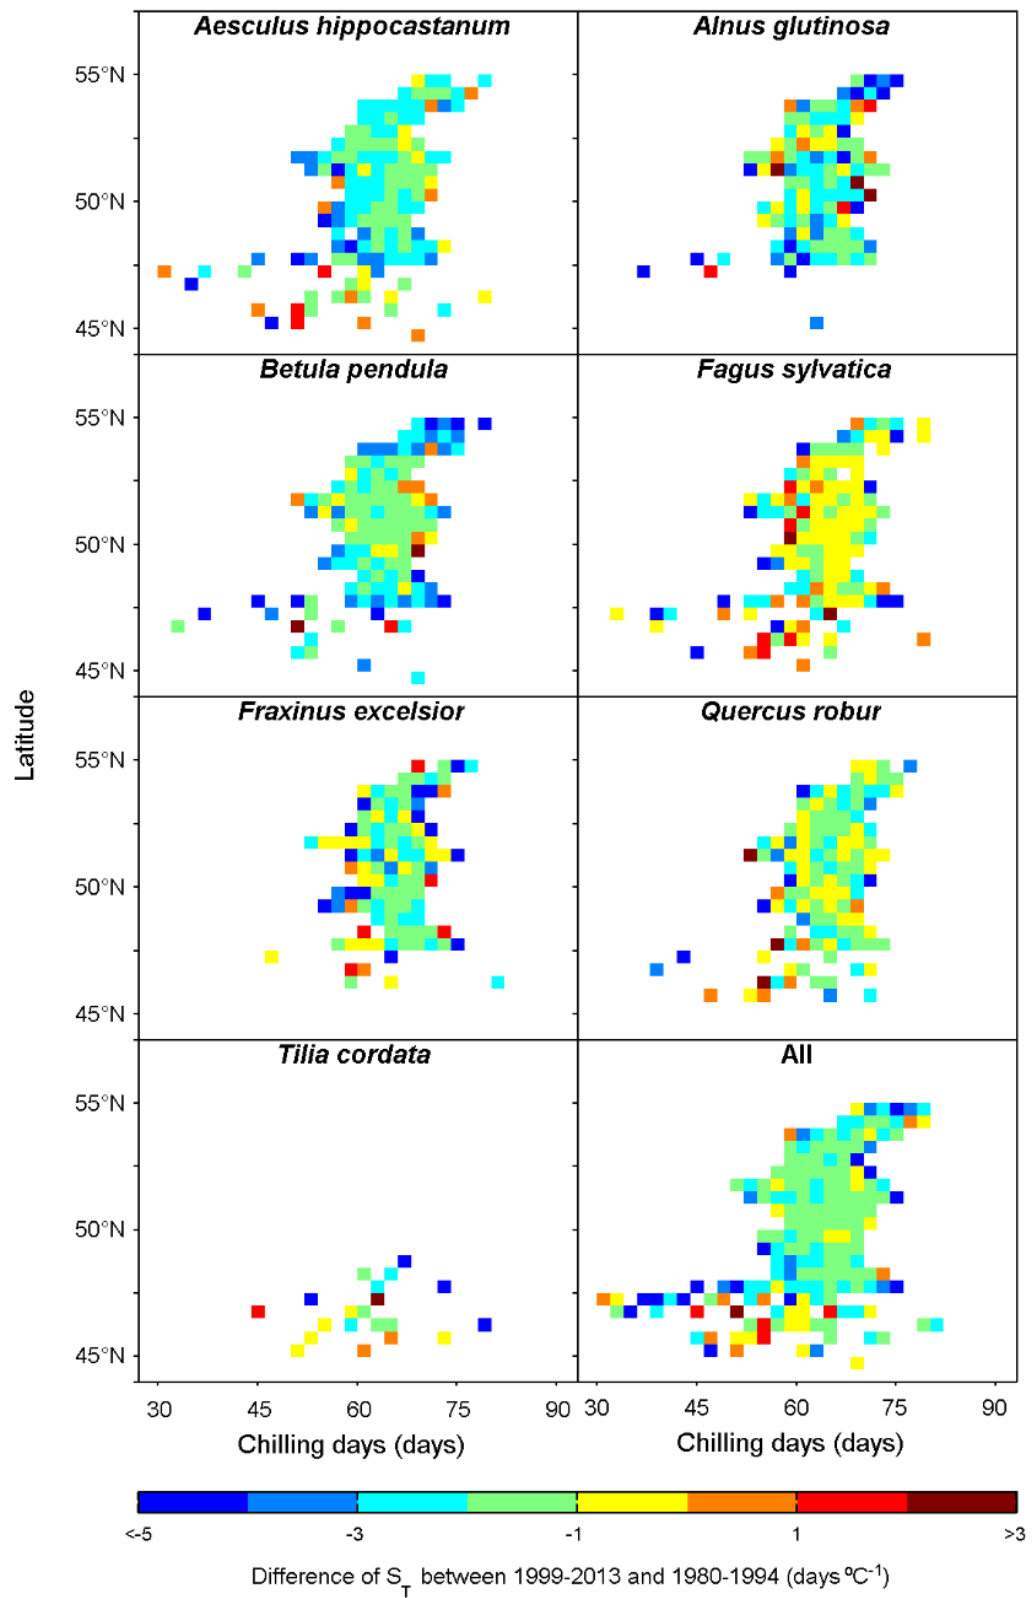 Aesculus hippocastanum
Alnus glutinosa
55°N
50°N
45°N
Betula pendula
Fagus sylvatica
55°N
50°N
45°N
Latitude
Fraxinus excelsior
Quercus robur
55°N
50°N
45°N
Tilia cordata
All
55°N
50°N
45°N
30 45 60 75 90 30 45 60 75 90
Chilling days (days)
Chilling days (days)
<-5 -3 -1 1 >3
Difference of S_T between 1999-2013 and 1980-1994 (days ºC⁻¹)